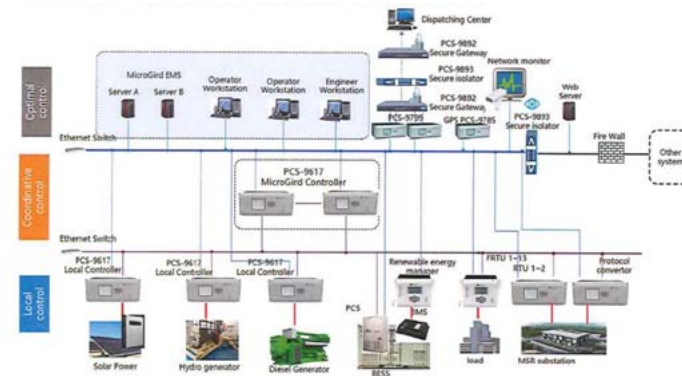 Dispatching Center
PCS-9892
Secure Gateway
PCS-9893
Secure isolator
PCS-9892
Secure Gateway
Network monitor
MicroGird EMS
Server A
Server B
Operator
Workstation
Operator
Workstation
Engineer
Workstation
PCS-9799
GPS PCS-9785
PCS-9893
Secure isolator
Web
Server
Fire Wall
Other
system
Optimal control
Ethernet Switch
Coordinative control
PCS-9617
MicroGird Controller
Ethernet Switch
Local control
PCS-9617
Local Controller
PCS-9617
Local Controller
PCS-9617
Local Controller
Renewable energy
manager
FRTU 1~13
RTU 1~2
Protocol
convertor
PCS
BMS
Solar Power
Hydro generator
Diesel Generator
BESS
load
MSR substation